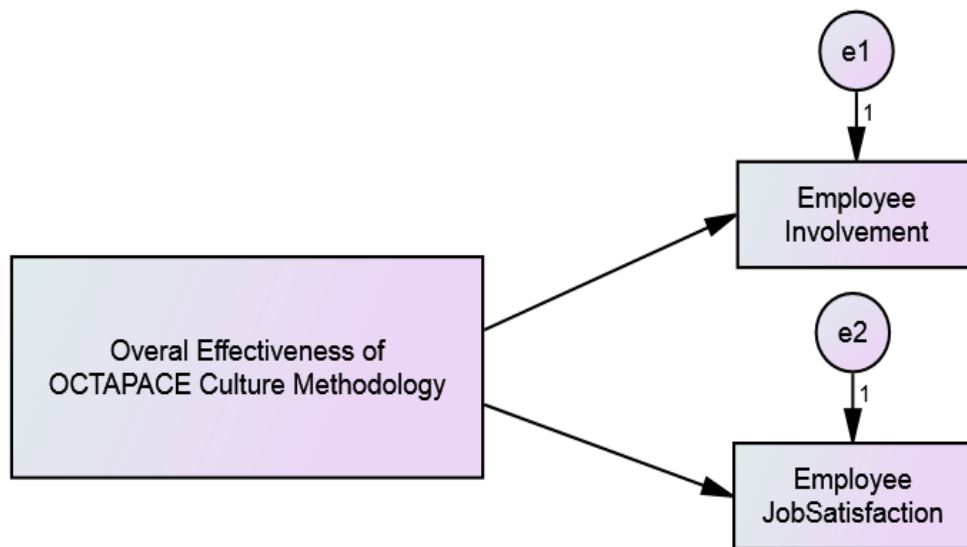 e1
1
Employee
Involvement
Overal Effectiveness of
OCTAPACE Culture Methodology
e2
1
Employee
JobSatisfaction